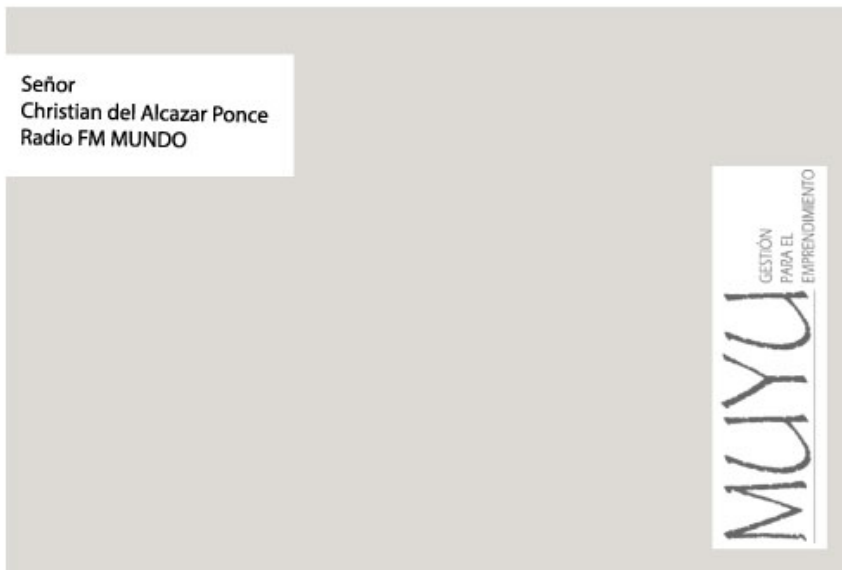 Señor
Christian del Alcazar Ponce
Radio FM MUNDO
MUYU
GESTIÓN
PARA EL
EMPRENDIMIENTO